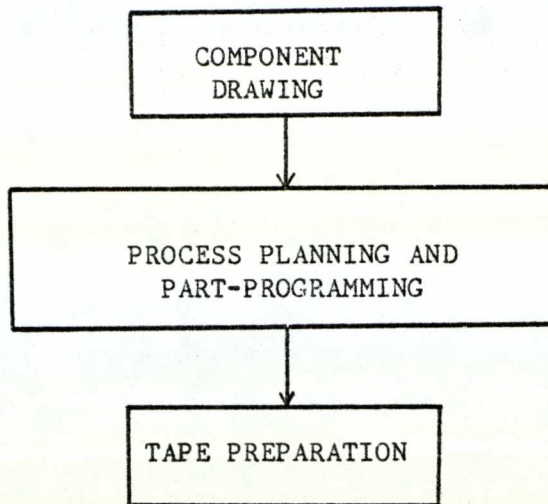 COMPONENT
DRAWING
PROCESS PLANNING AND
PART-PROGRAMMING
TAPE PREPARATION